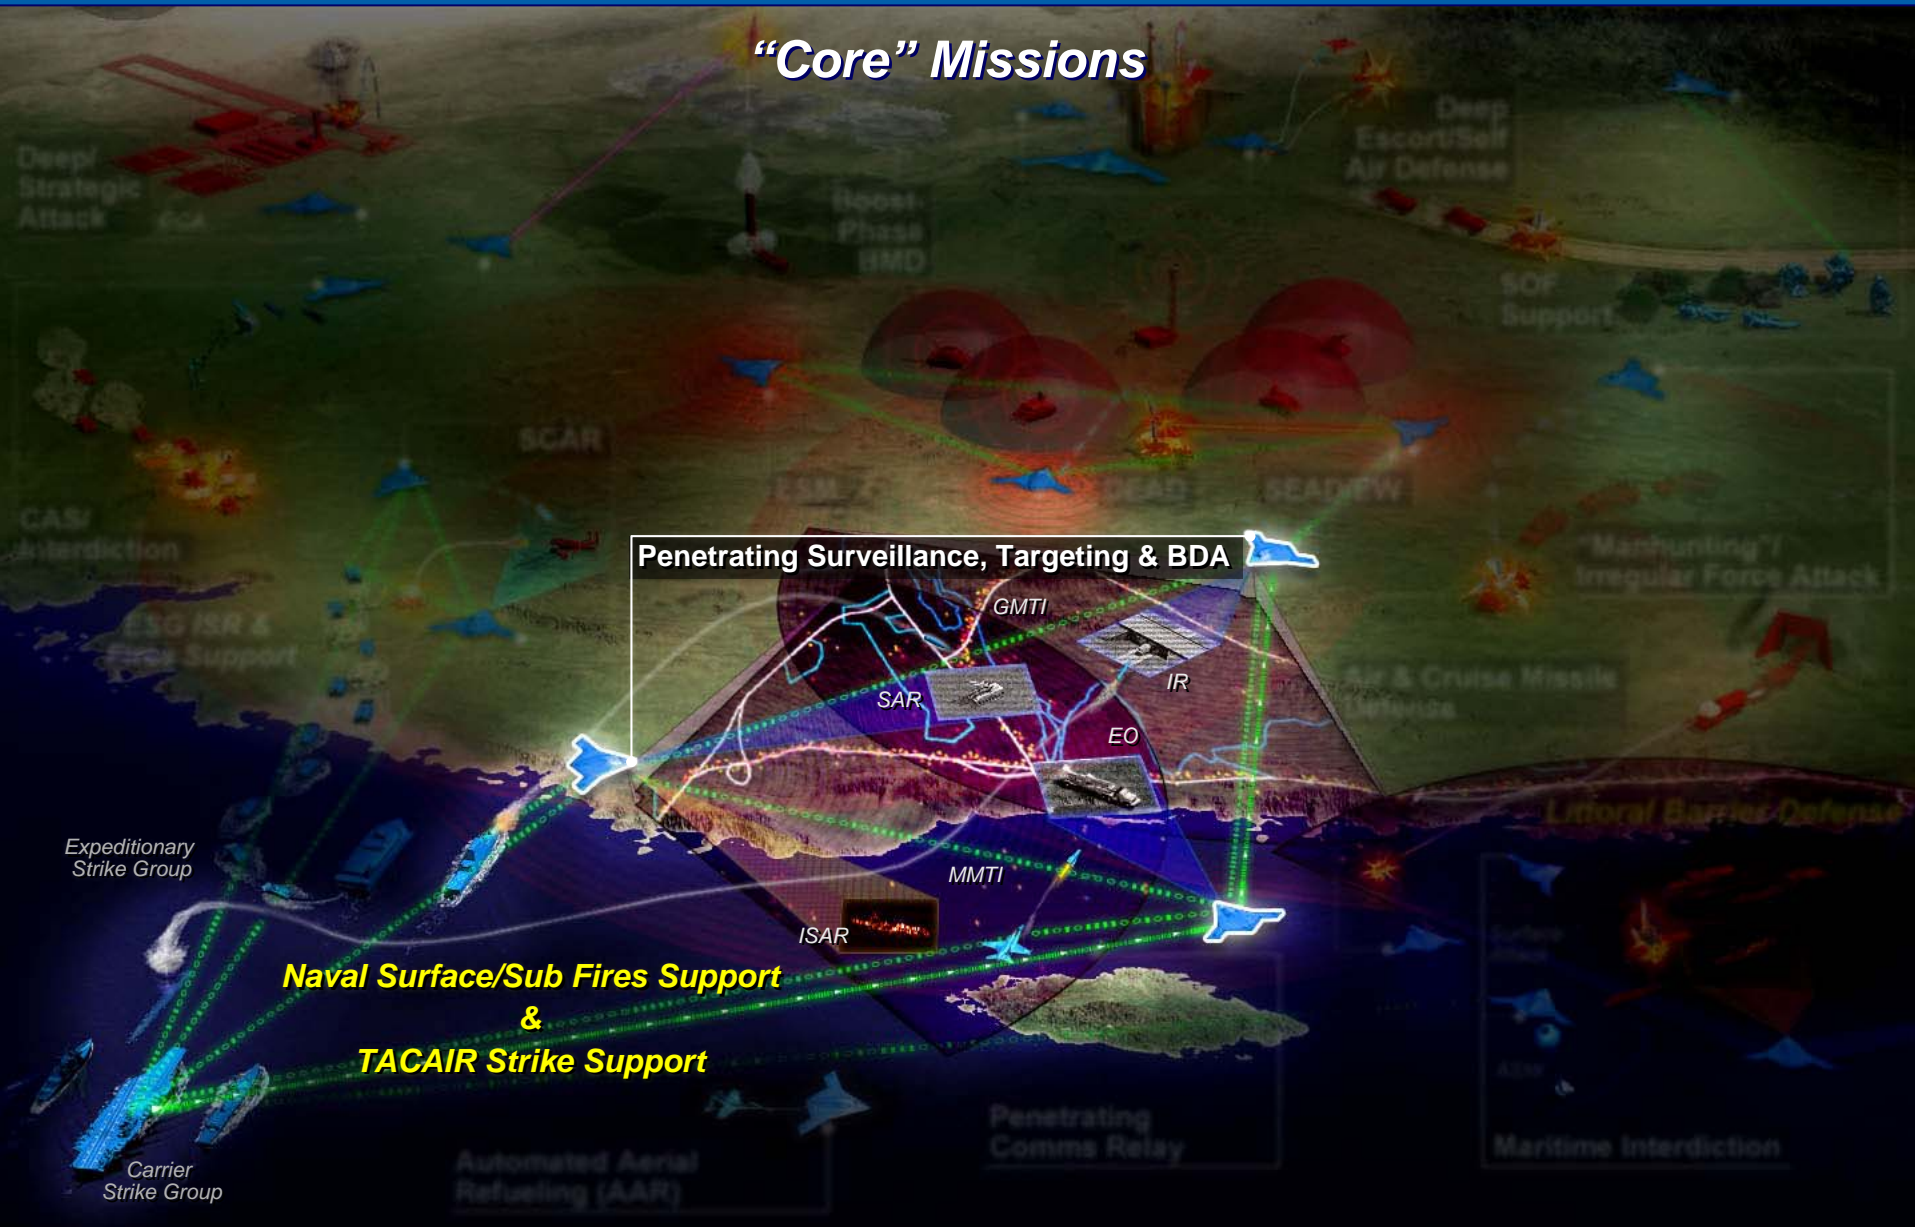 “Core” Missions
Deep/
Strategic
Attack
Deep
Escort/Self
Air Defense
Boost-
Phase
BMD
SOF
Support
SCAR
ESM
DEAD
SEAD/EW
CAS/
Interdiction
Penetrating Surveillance, Targeting & BDA
"Manhunting"/
Irregular Force Attack
GMTI
ESG ISR &
Fires Support
IR
SAR
Air & Cruise Missile
Defense
EO
Littoral Barrier Defense
Expeditionary
Strike Group
MMTI
ISAR
Naval Surface/Sub Fires Support
&
TACAIR Strike Support
Penetrating
Comms Relay
Maritime Interdiction
Automated Aerial
Refueling (AAR)
Carrier
Strike Group